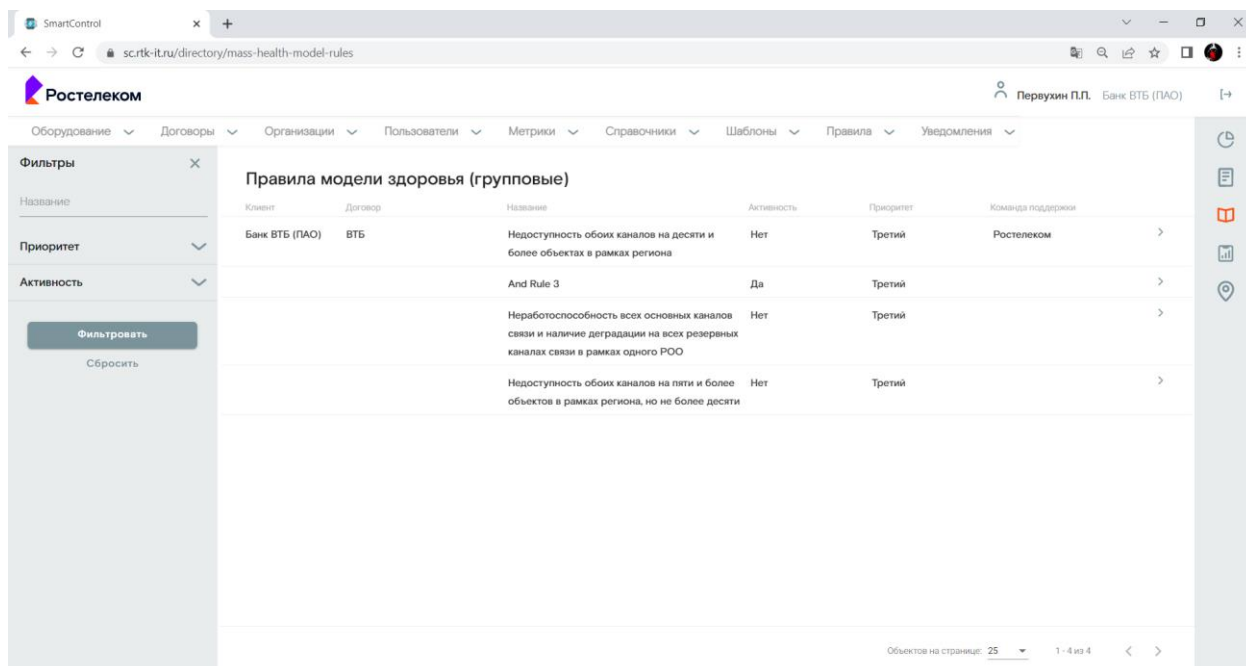 SmartControl
sc.rtk-it.ru/directory/mass-health-model-rules
Ростелеком
Первухин П.П. Банк ВТБ (ПАО)
Оборудование Договоры Организации Пользователи Метрики Справочники Шаблоны Правила Уведомления
Фильтры
Название
Приоритет
Активность
Фильтровать
Сбросить
Правила модели здоровья (групповые)
Клиент Договор Название Активность Приоритет Команда поддержки
Банк ВТБ (ПАО) ВТБ Недоступность обоих каналов на десяти и Нет Третий Ростелеком
более объектах в рамках региона
And Rule 3 Да Третий
Неработоспособность всех основных каналов Нет Третий
связи и наличие деградации на всех резервных
каналах связи в рамках одного РОО
Недоступность обоих каналов на пяти и более Нет Третий
объектов в рамках региона, но не более десяти
Объектов на странице: 25 1 - 4 из 4